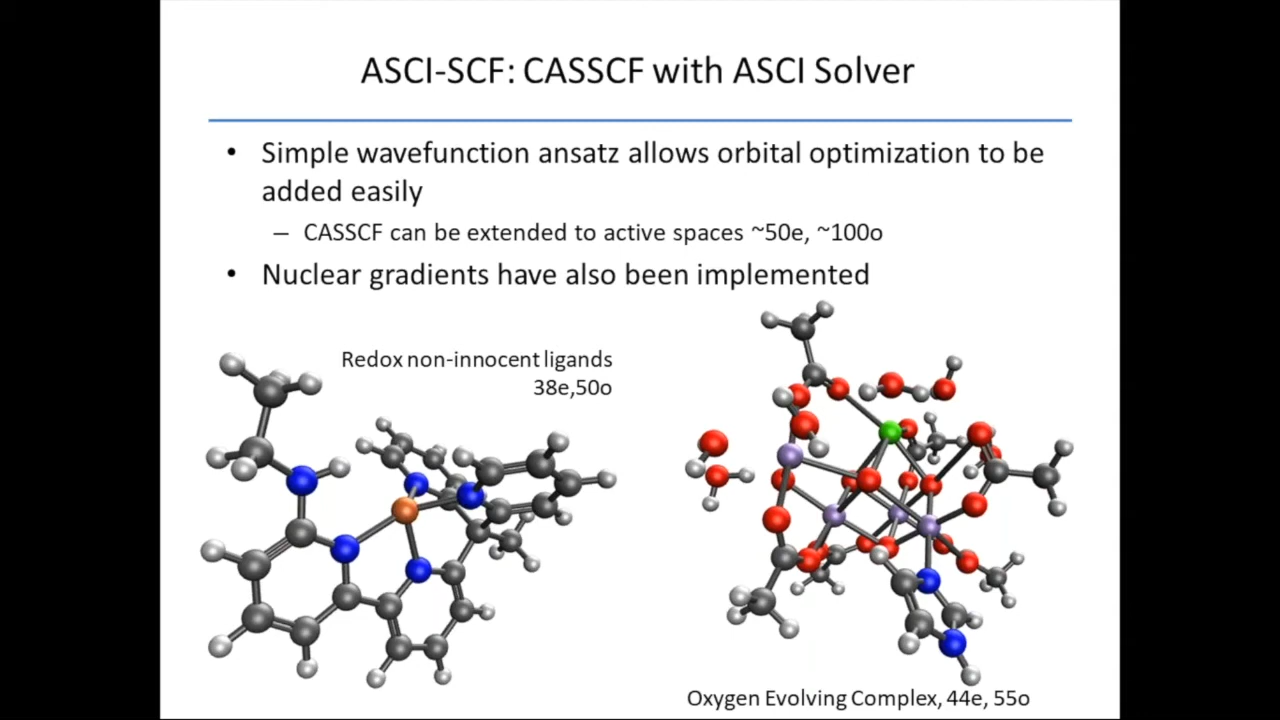 ASCI-SCF: CASSCF with ASCI Solver
• Simple wavefunction ansatz allows orbital optimization to be
added easily
– CASSCF can be extended to active spaces ~50e, ~100o
• Nuclear gradients have also been implemented
Redox non-innocent ligands
38e,50o
Oxygen Evolving Complex, 44e, 55o